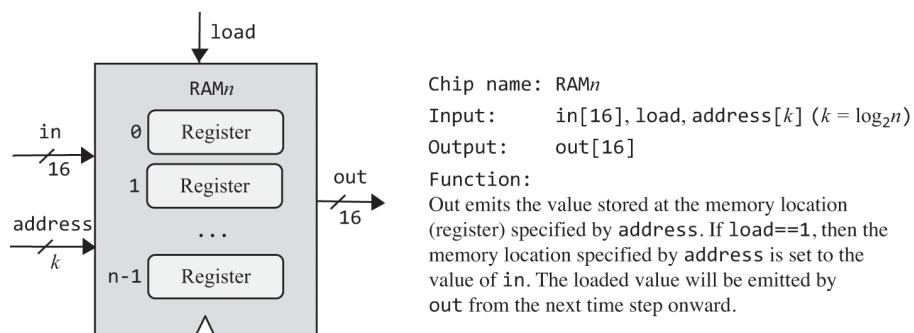 load
RAMn
in
16
0 Register
1 Register
...
n-1 Register
address
k
out
16
Chip name: RAMn
Input: in[16], load, address[k] (k = log₂n)
Output: out[16]
Function:
Out emits the value stored at the memory location
(register) specified by address. If load==1, then the
memory location specified by address is set to the
value of in. The loaded value will be emitted by
out from the next time step onward.